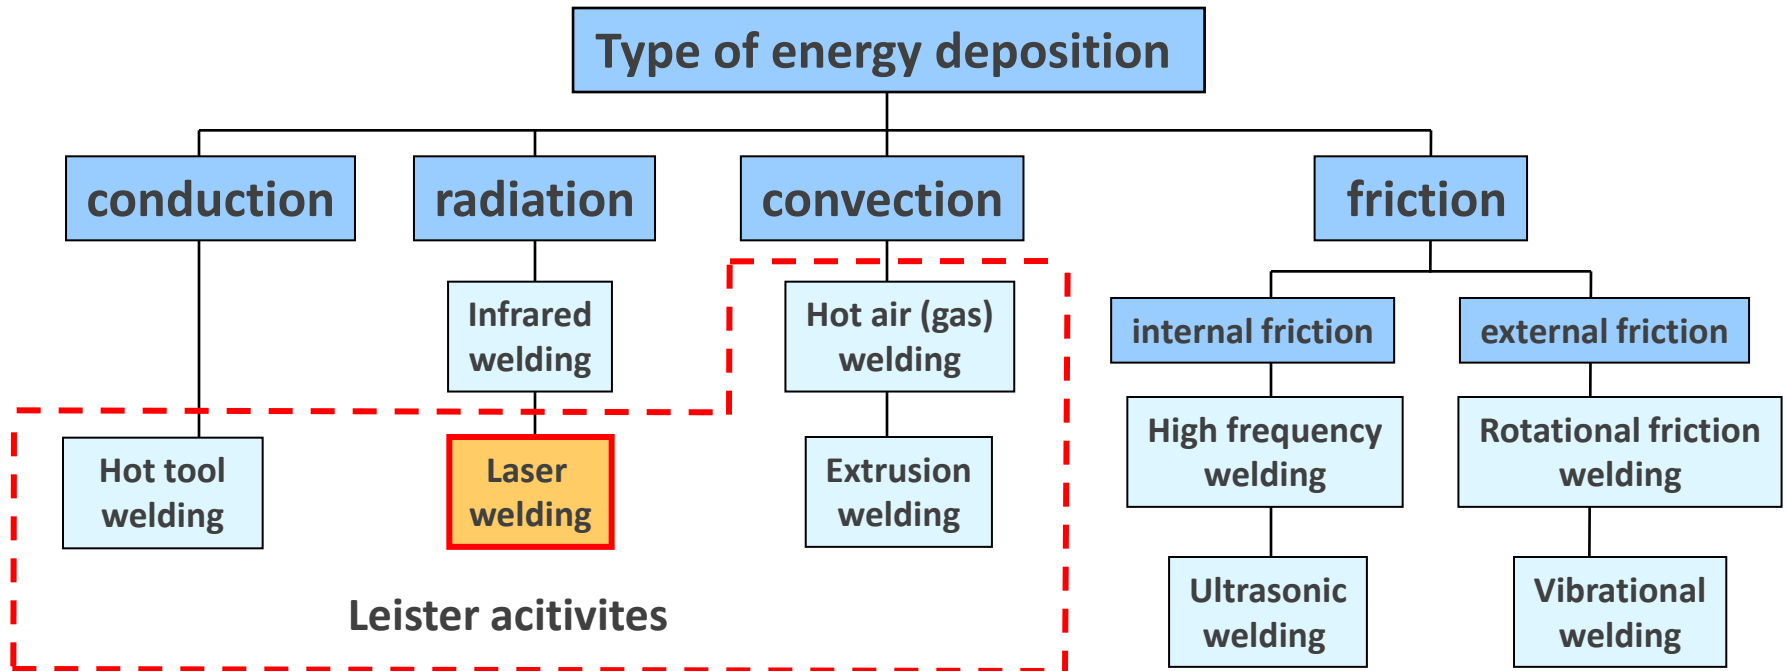 Type of energy deposition
conduction
radiation
convection
friction
Infrared
welding
Hot air (gas)
welding
internal friction
external friction
High frequency
welding
Rotational friction
welding
Hot tool
welding
Laser
welding
Extrusion
welding
Ultrasonic
welding
Vibrational
welding
Leister acitivites